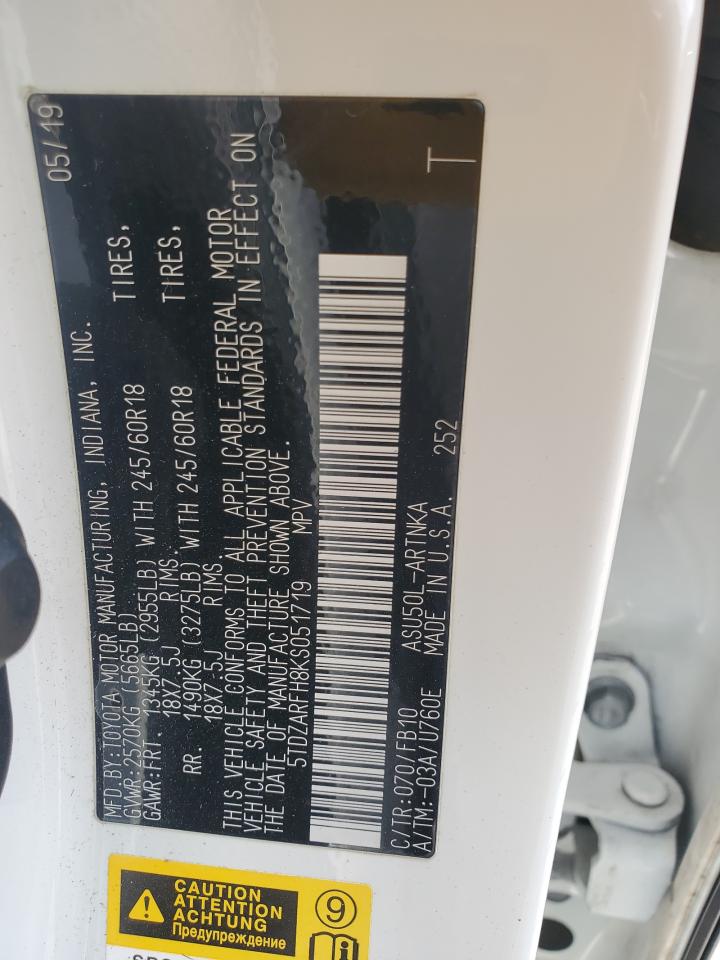 MFD.BY:TOYOTA MOTOR MANUFACTURING, INDIANA, INC. 05/19
GVWR:2570KG (5665LB)
GAWR:FRT. 1345KG (2955LB) WITH 245/60R18 TIRES,
18X7.5J RIMS.
RR. 1490KG (3275LB) WITH 245/60R18 TIRES,
18X7.5J RIMS.
THIS VEHICLE CONFORMS TO ALL APPLICABLE FEDERAL MOTOR
VEHICLE SAFETY AND THEFT PREVENTION STANDARDS IN EFFECT ON
THE DATE OF MANUFACTURE SHOWN ABOVE.
5TDZARFH8KS051719 MPV
C/TR:070/FB10 ASU50L-ARTNKA T
A/TM:-03A/U760E MADE IN U.S.A. 252
CAUTION
ATTENTION
ACHTUNG
Предупреждение
9